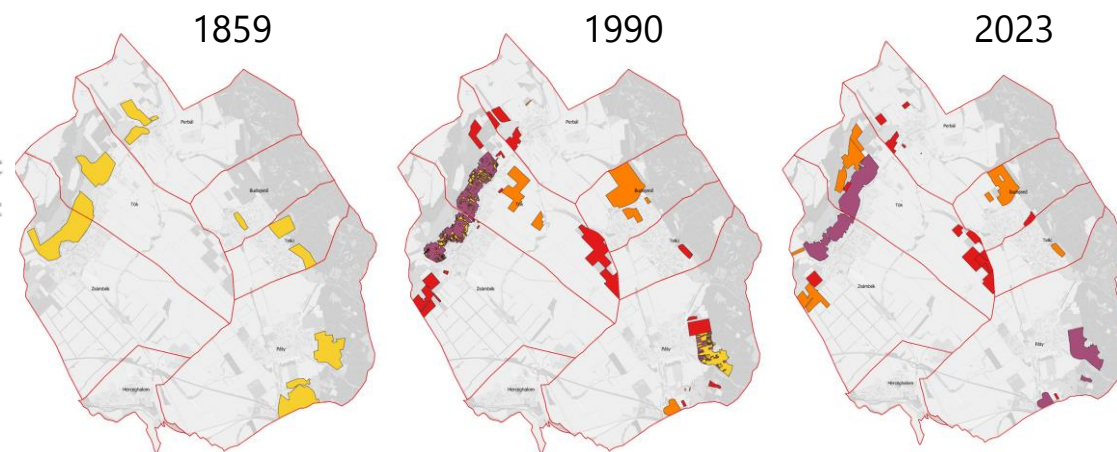 1859
1990
2023
Perbál
Perbál
Perbál
Budajenő
Budajenő
Budajenő
Tök
Tök
Tök
Telki
Telki
Telki
Zsámbék
Zsámbék
Zsámbék
Páty
Páty
Páty
Herceghalom
Herceghalom
Herceghalom